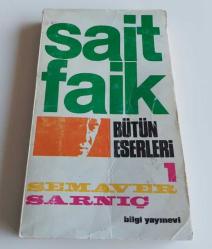 sait
faik
BÜTÜN
ESERLERİ
1
SEMAVER
SARNIÇ
bilgi yayınevi